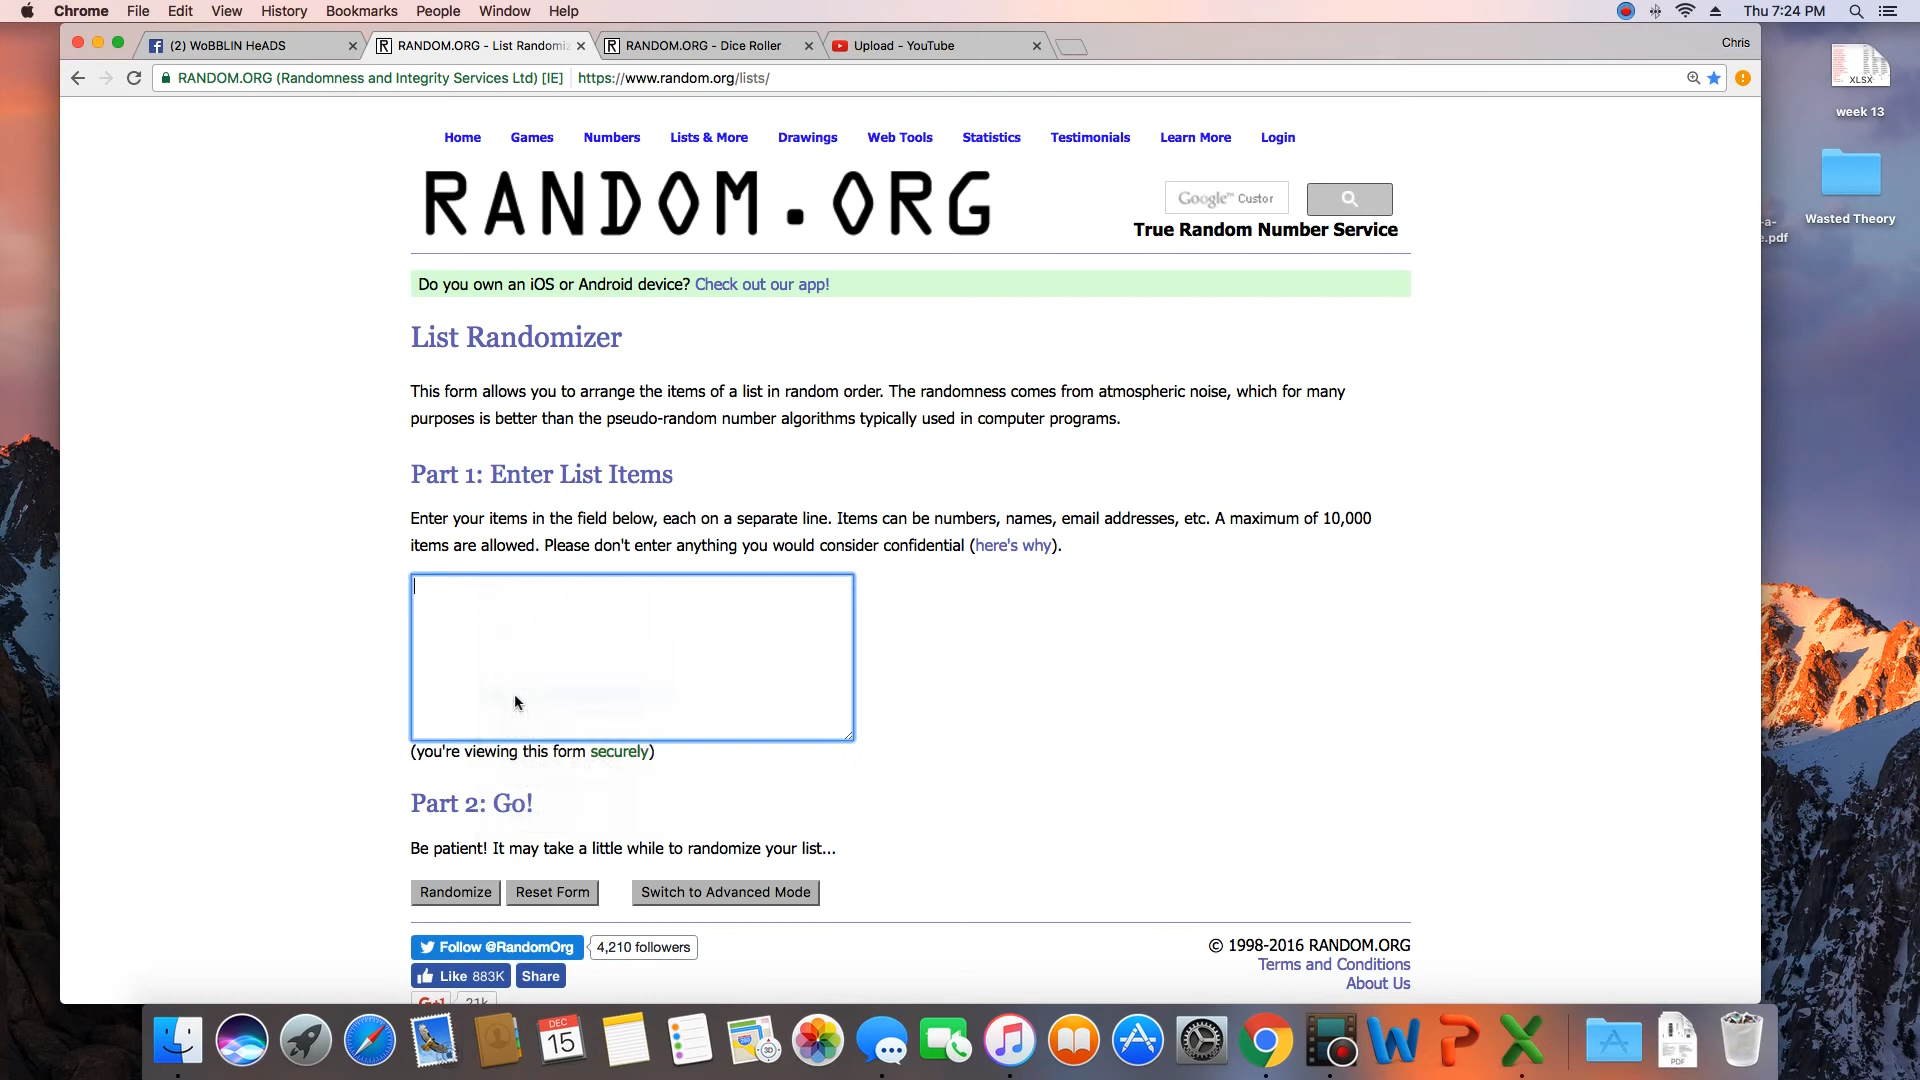 Chrome File Edit View History Bookmarks People Window Help Thu 7:24 PM
(2) WoBBLIN HeADS RANDOM.ORG - List Randomiz RANDOM.ORG - Dice Roller Upload - YouTube Chris
RANDOM.ORG (Randomness and Integrity Services Ltd) [IE] https://www.random.org/lists/
XLSX
week 13
Wasted Theory
-a-
e.pdf
Home Games Numbers Lists & More Drawings Web Tools Statistics Testimonials Learn More Login
RANDOM.ORG
Google™ Custor
True Random Number Service
Do you own an iOS or Android device? Check out our app!
List Randomizer
This form allows you to arrange the items of a list in random order. The randomness comes from atmospheric noise, which for many
purposes is better than the pseudo-random number algorithms typically used in computer programs.
Part 1: Enter List Items
Enter your items in the field below, each on a separate line. Items can be numbers, names, email addresses, etc. A maximum of 10,000
items are allowed. Please don't enter anything you would consider confidential (here's why).
(you're viewing this form securely)
Part 2: Go!
Be patient! It may take a little while to randomize your list...
Randomize Reset Form Switch to Advanced Mode
Follow @RandomOrg 4,210 followers
Like 883K Share
G+1 21k
© 1998-2016 RANDOM.ORG
Terms and Conditions
About Us
DEC
15
3D
PDF